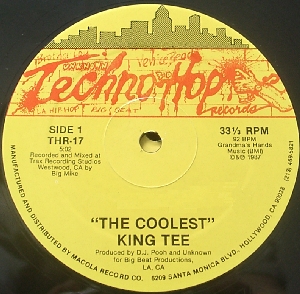 Techno Hop
records
SIDE 1
THR-17
5:02
Recorded and Mixed at
Trax Recording Studios
Westwood, CA by
Big Mike
33⅓ RPM
92 BPM
Grandma's Hands
Music (BMI)
©℗ 1987
"THE COOLEST"
KING TEE
Produced by D.J. Pooh and Unknown
for Big Beat Productions,
LA, CA
MANUFACTURED AND DISTRIBUTED BY MACOLA RECORD CO. 6209 SANTA MONICA BLVD., HOLLYWOOD, CA 90038 (213) 469-5821